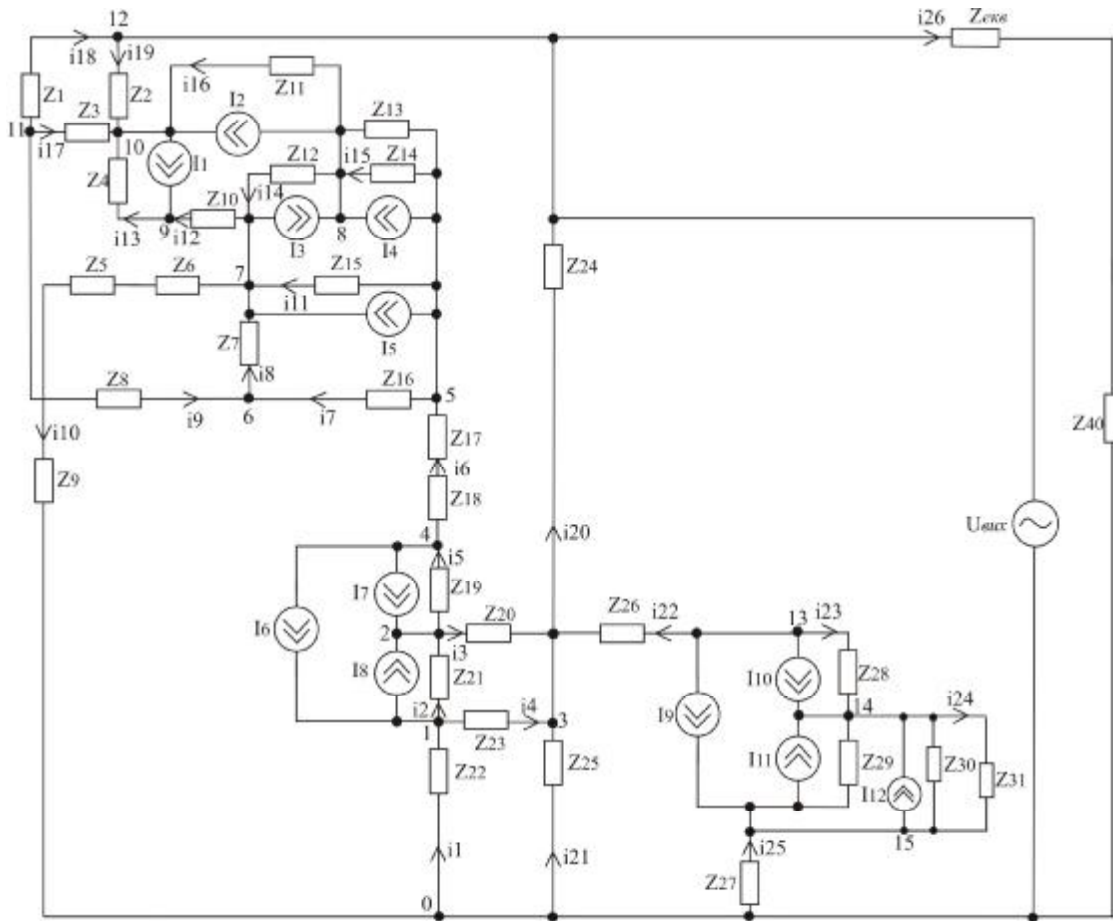 12
i18
i19
i26
Zекв
Z1
Z2
i16
Z11
Z3
I2
Z13
11
i17
10
Z12
i15
Z14
Z4
I1
Z10
i14
i13
9
i12
I3
8
I4
Z24
Z5
Z6
7
Z15
i11
Z7
I5
i8
Z8
Z16
5
i9
6
i7
i10
Z17
Z40
Z9
i6
Z18
Uвих
4
i5
i20
I7
Z19
Z26
i22
13
i23
I6
Z20
2
i3
I8
Z21
I10
Z28
i2
i4
I9
14
i24
1
Z23
3
Z22
Z25
I11
Z29
Z30
Z31
I12
15
i25
i1
i21
Z27
0